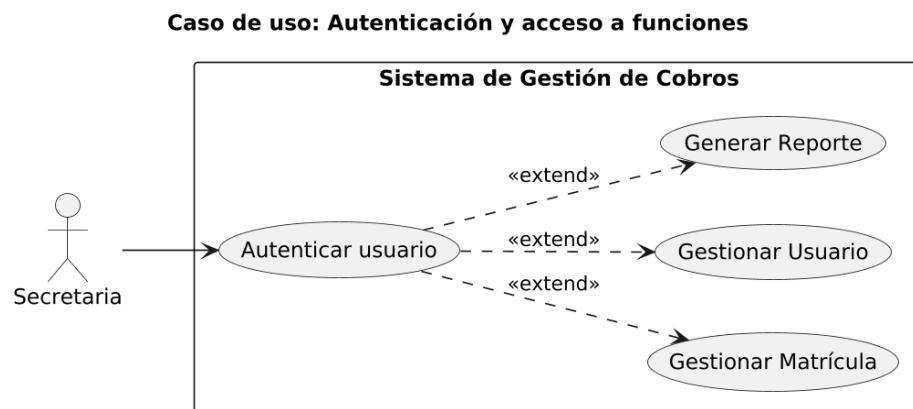 Caso de uso: Autenticación y acceso a funciones
Sistema de Gestión de Cobros
Generar Reporte
«extend»
Autenticar usuario
«extend»
Gestionar Usuario
«extend»
Secretaria
Gestionar Matrícula